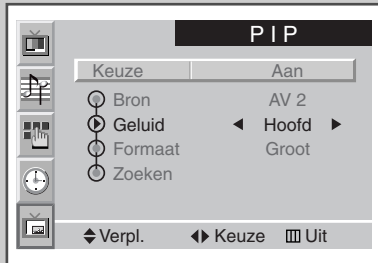 PIP
Keuze Aan
Bron AV 2
Geluid ◀ Hoofd ▶
Formaat Groot
Zoeken
Verpl. Keuze Uit